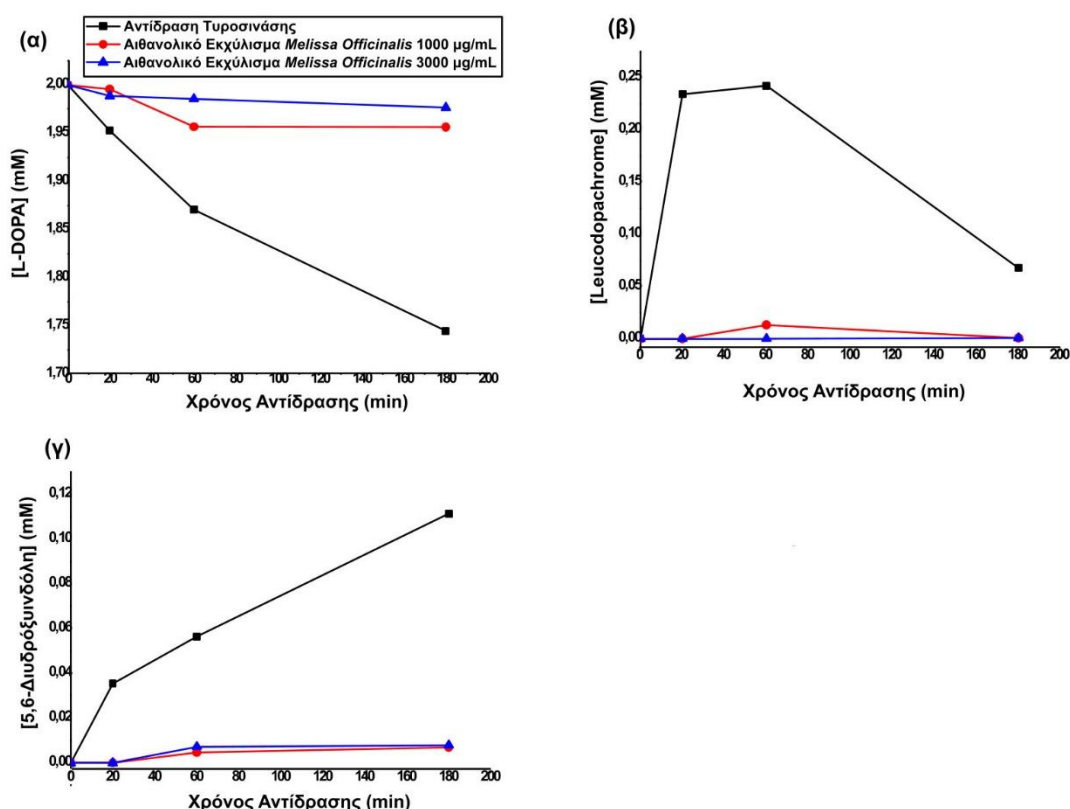 (α)
Αντίδραση Τυροσινάσης
Αιθανολικό Εκχύλισμα Melissa Officinalis 1000 μg/mL
Αιθανολικό Εκχύλισμα Melissa Officinalis 3000 μg/mL
2,00
1,95
1,90
1,85
1,80
1,75
1,70
[L-DOPA] (mM)
0 20 40 60 80 100 120 140 160 180 200
Χρόνος Αντίδρασης (min)
(β)
0,25
0,20
0,15
0,10
0,05
0,00
[Leucodopachrome] (mM)
0 20 40 60 80 100 120 140 160 180 200
Χρόνος Αντίδρασης (min)
(γ)
0,12
0,10
0,08
0,06
0,04
0,02
0,00
[5,6-Διυδρόξυινδόλη] (mM)
0 20 40 60 80 100 120 140 160 180 200
Χρόνος Αντίδρασης (min)